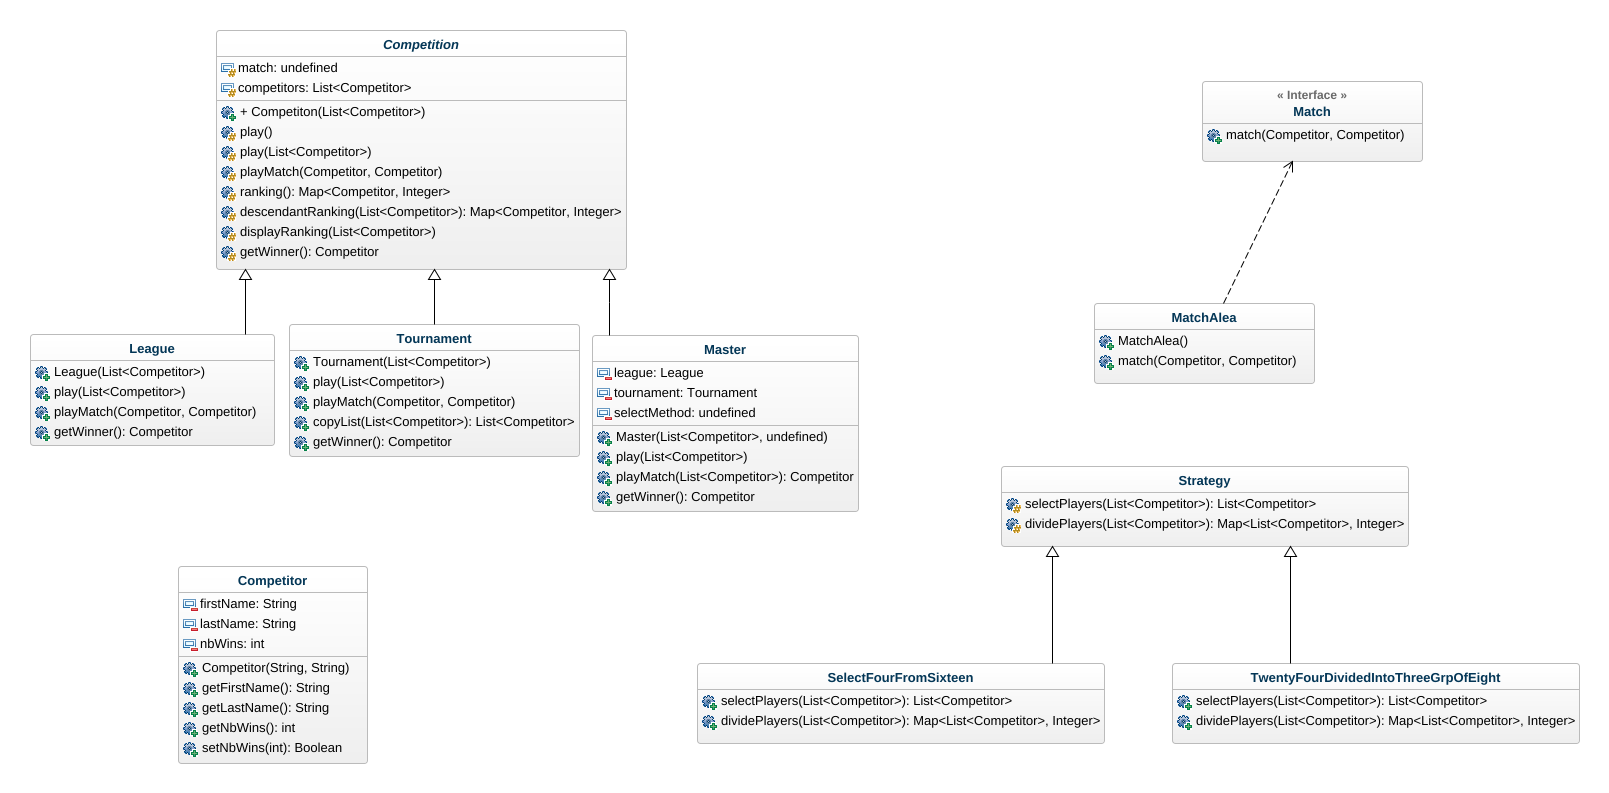 Competition
match: undefined
competitors: List<Competitor>
+ Competiton(List<Competitor>)
play()
play(List<Competitor>)
playMatch(Competitor, Competitor)
ranking(): Map<Competitor, Integer>
descendantRanking(List<Competitor>): Map<Competitor, Integer>
displayRanking(List<Competitor>)
getWinner(): Competitor
« Interface »
Match
match(Competitor, Competitor)
League
League(List<Competitor>)
play(List<Competitor>)
playMatch(Competitor, Competitor)
getWinner(): Competitor
Tournament
Tournament(List<Competitor>)
play(List<Competitor>)
playMatch(Competitor, Competitor)
copyList(List<Competitor>): List<Competitor>
getWinner(): Competitor
Master
league: League
tournament: Tournament
selectMethod: undefined
Master(List<Competitor>, undefined)
play(List<Competitor>)
playMatch(List<Competitor>): Competitor
getWinner(): Competitor
MatchAlea
MatchAlea()
match(Competitor, Competitor)
Strategy
selectPlayers(List<Competitor>): List<Competitor>
dividePlayers(List<Competitor>): Map<List<Competitor>, Integer>
Competitor
firstName: String
lastName: String
nbWins: int
Competitor(String, String)
getFirstName(): String
getLastName(): String
getNbWins(): int
setNbWins(int): Boolean
SelectFourFromSixteen
selectPlayers(List<Competitor>): List<Competitor>
dividePlayers(List<Competitor>): Map<List<Competitor>, Integer>
TwentyFourDividedIntoThreeGrpOfEight
selectPlayers(List<Competitor>): List<Competitor>
dividePlayers(List<Competitor>): Map<List<Competitor>, Integer>